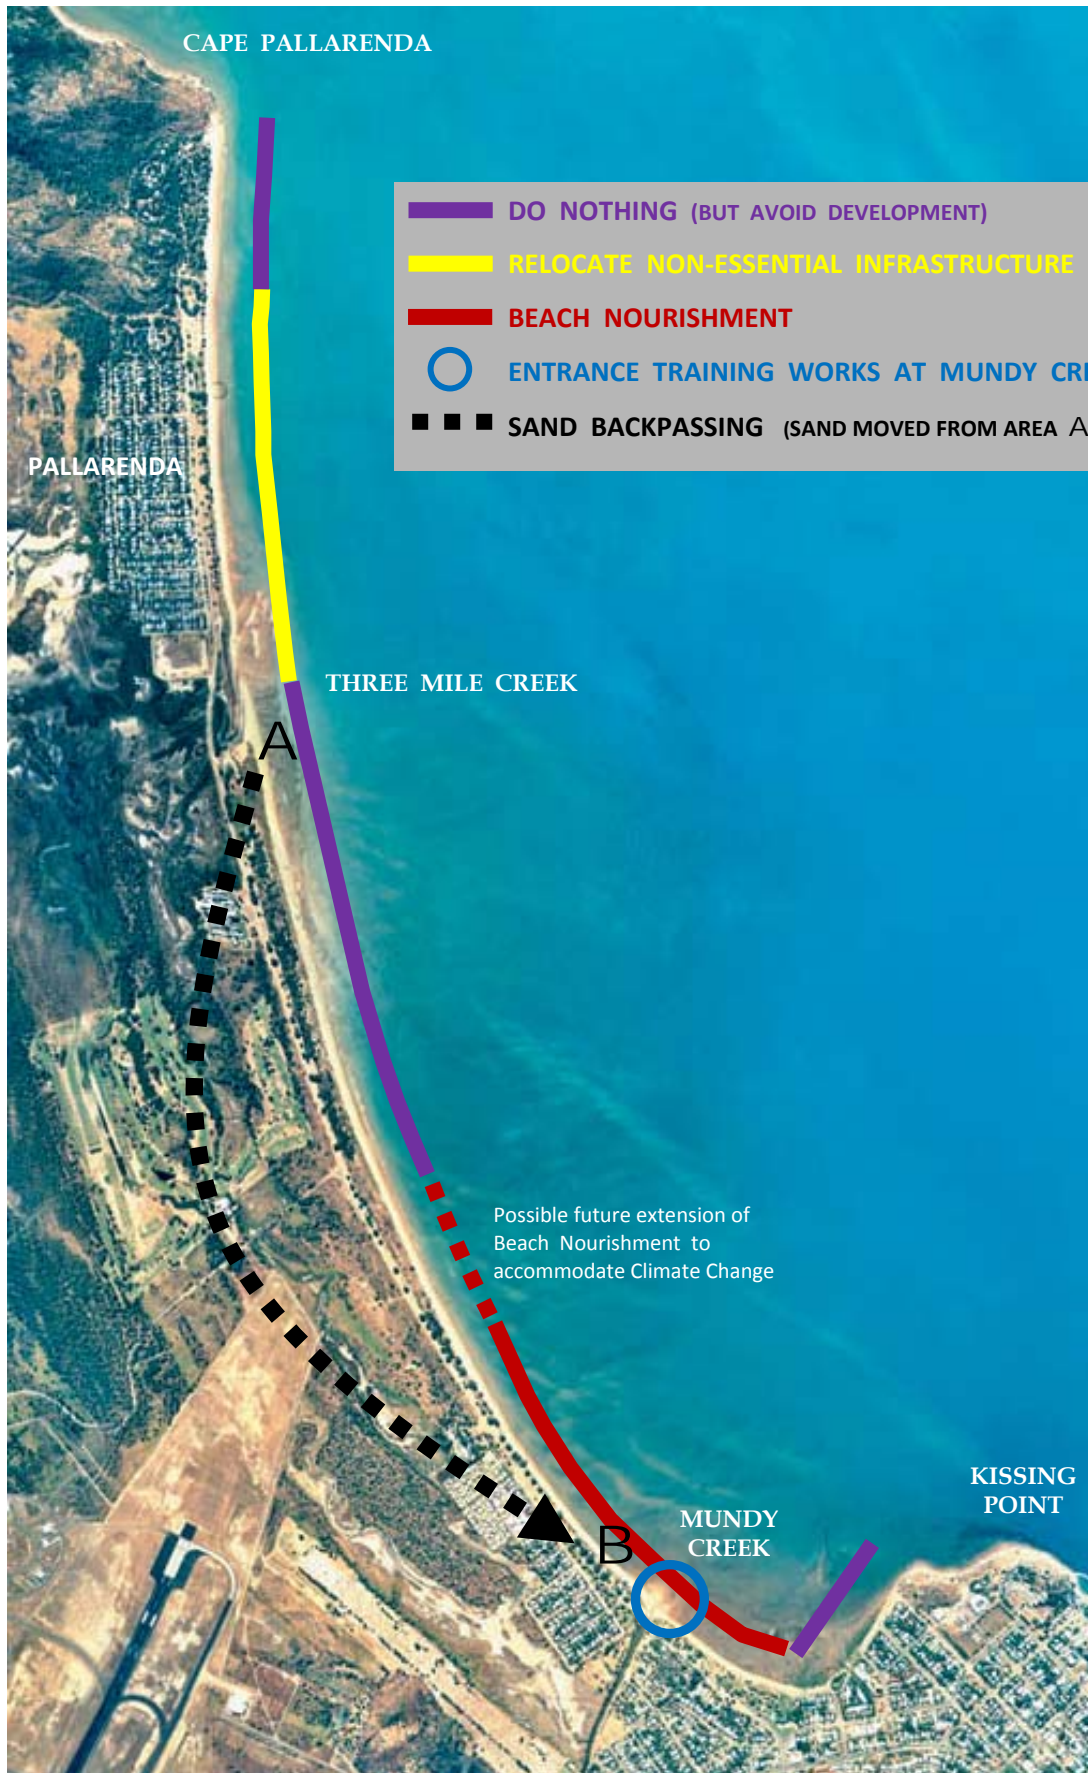 CAPE PALLARENDA
DO NOTHING (BUT AVOID DEVELOPMENT)
RELOCATE NON-ESSENTIAL INFRASTRUCTURE
BEACH NOURISHMENT
ENTRANCE TRAINING WORKS AT MUNDY
SAND BACKPASSING (SAND MOVED FROM AREA A
PALLARENDA
THREE MILE CREEK
A
Possible future extension of
Beach Nourishment to
accommodate Climate Change
KISSING
POINT
MUNDY
CREEK
B